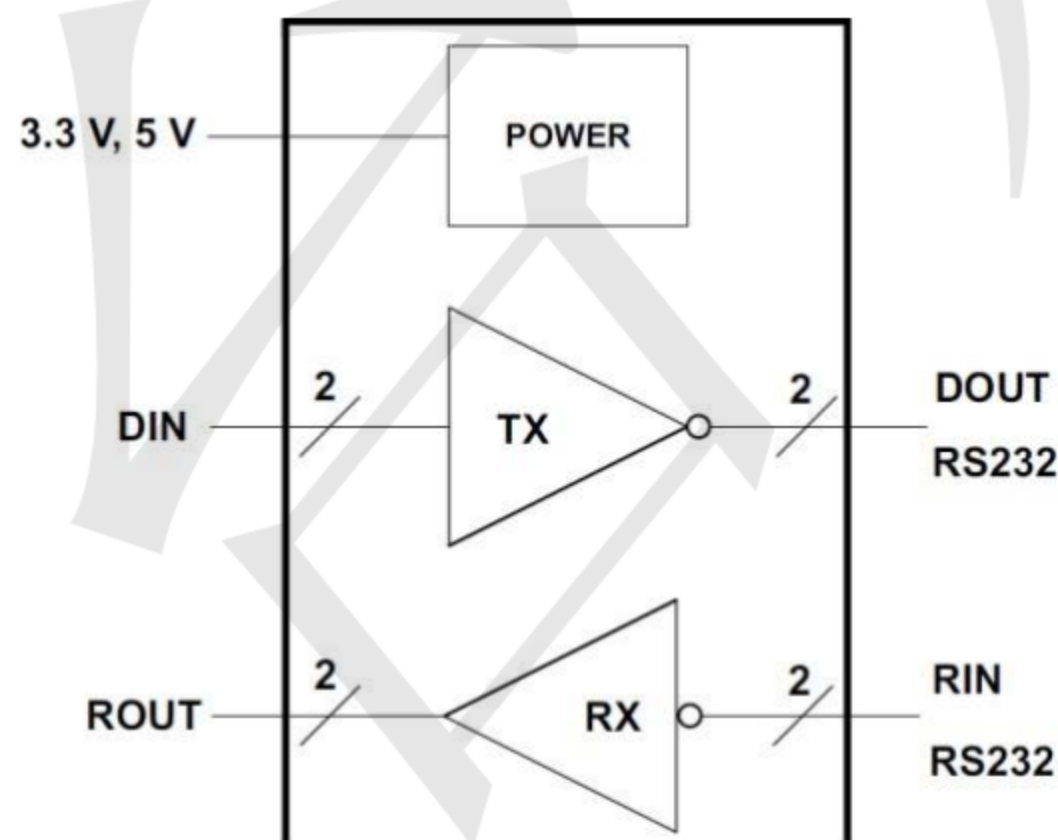 POWER
3.3 V, 5 V
2
2
DOUT
DIN
TX
RS232
2
2
RIN
ROUT
RX
RS232